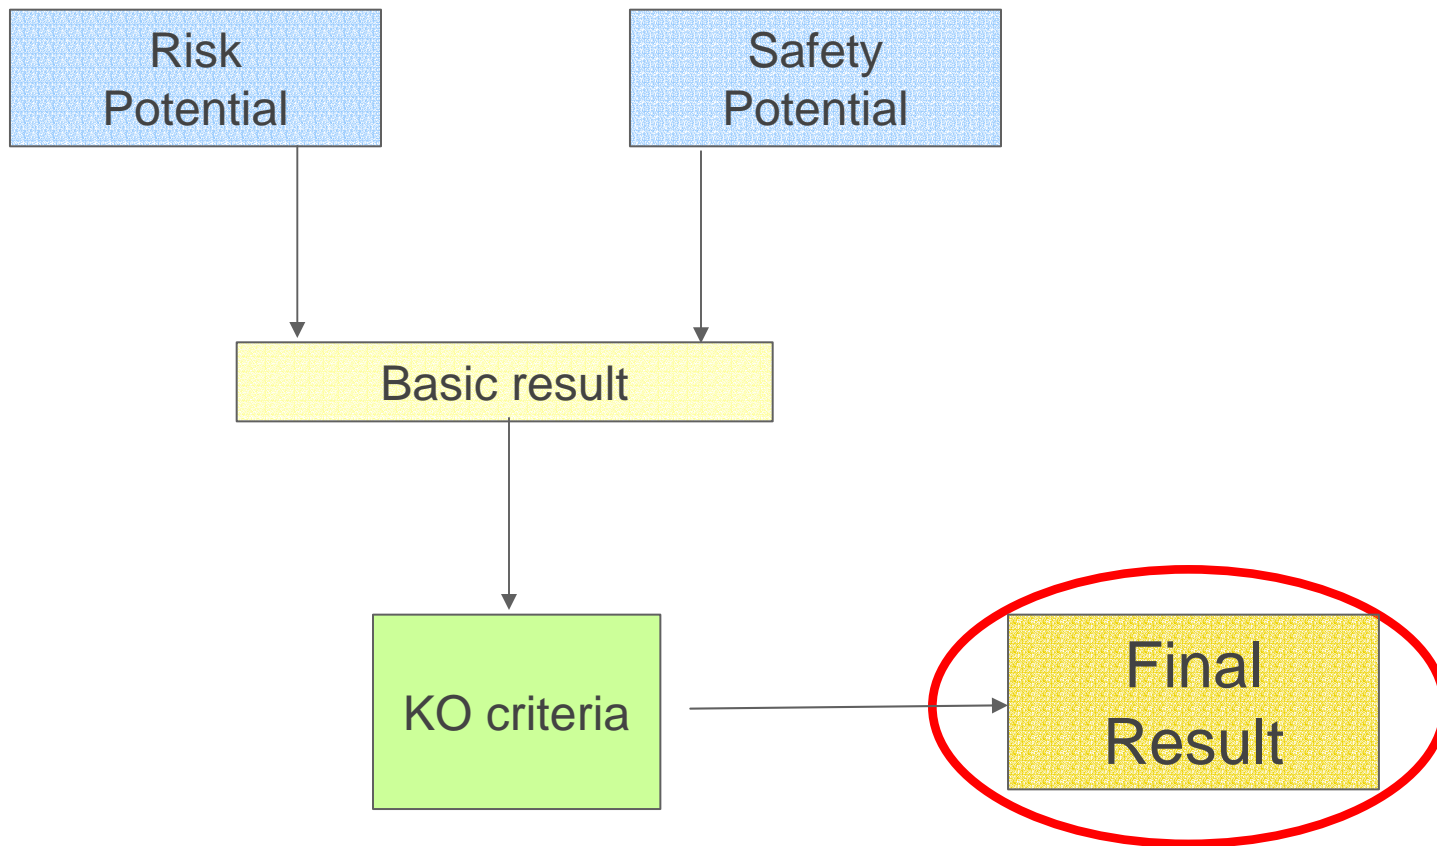 Risk
Potential
Safety
Potential
Basic result
KO criteria
Final
Result